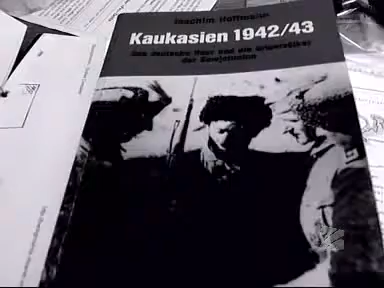 Joachim Hoffmann
Kaukasien 1942/43
Das deutsche Heer und die Orientvölker
der Sowjetunion